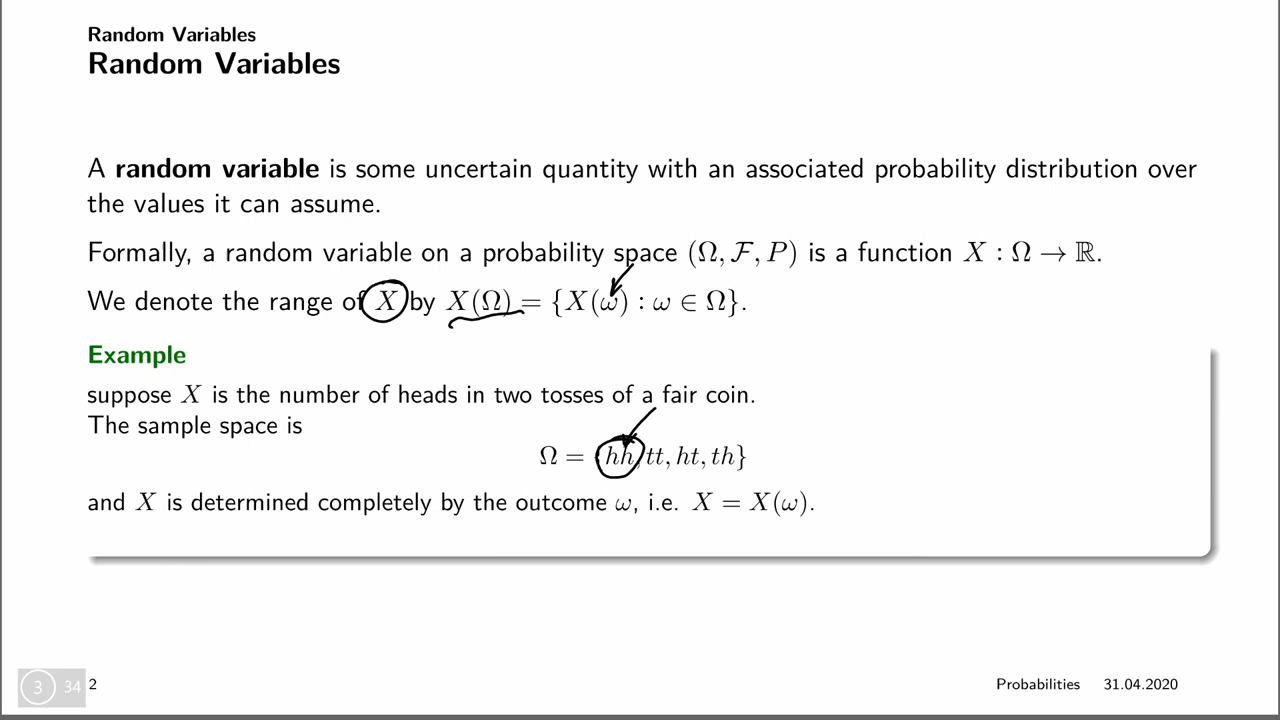 Random Variables
Random Variables
A random variable is some uncertain quantity with an associated probability distribution over
the values it can assume.
Formally, a random variable on a probability space (Ω, ℱ, P) is a function X : Ω → ℝ.
We denote the range of X by X(Ω) = {X(ω) : ω ∈ Ω}.
Example
suppose X is the number of heads in two tosses of a fair coin.
The sample space is
Ω = {hh, tt, ht, th}
and X is determined completely by the outcome ω, i.e. X = X(ω).
3 34 2 Probabilities 31.04.2020